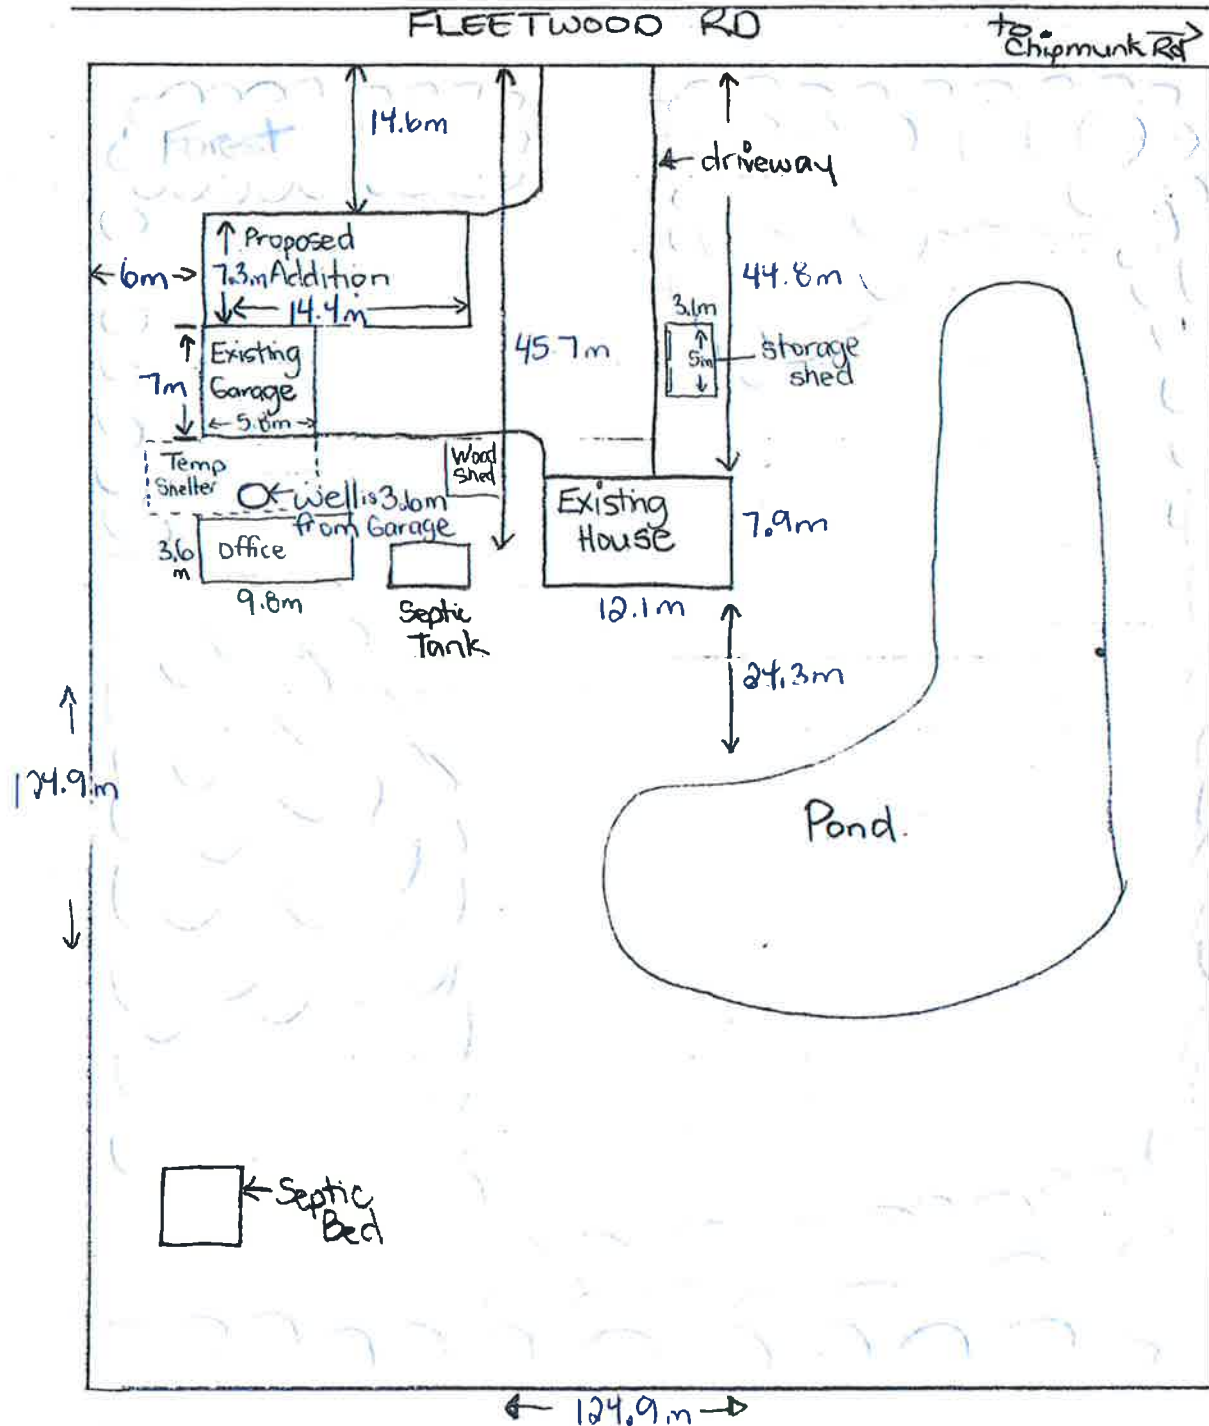 FLEETWOOD RD
to
Chipmunk Rd
14.6m
Forest
driveway
Proposed
7.3m Addition
14.4m
6m
44.8m
3.1m
5m
storage
shed
45.7m
Existing
Garage
5.8m
7m
Temp
Shelter
Wood
Shed
well is 3.6m
from Garage
Existing
House
7.9m
Office
3.6
m
9.8m
12.1m
Septic
Tank
24.3m
124.9m
Pond.
Septic
Bed
124.9m